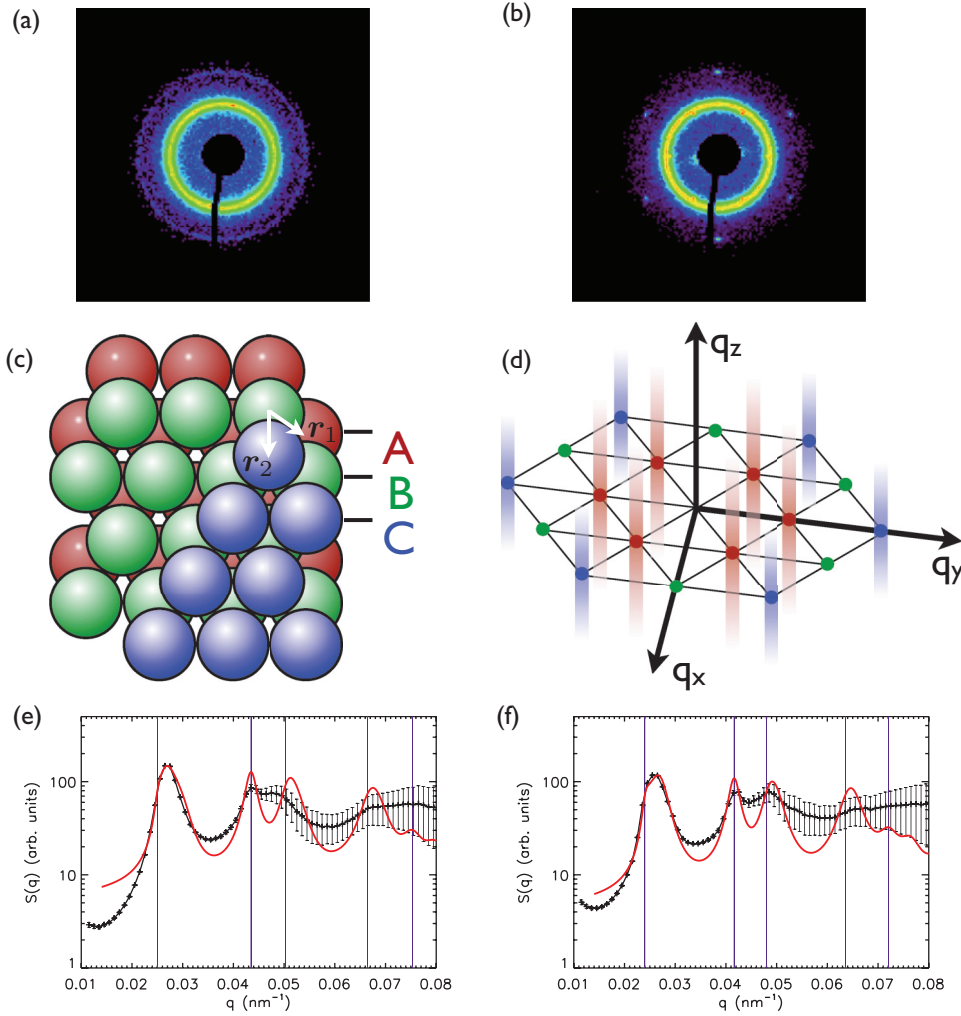 (a)
(b)
(c)
r1
r2
A
B
C
(d)
qz
qy
qx
(e)
100
10
1
S(q) (arb. units)
0.01 0.02 0.03 0.04 0.05 0.06 0.07 0.08
q (nm⁻¹)
(f)
100
10
1
S(q) (arb. units)
0.01 0.02 0.03 0.04 0.05 0.06 0.07 0.08
q (nm⁻¹)